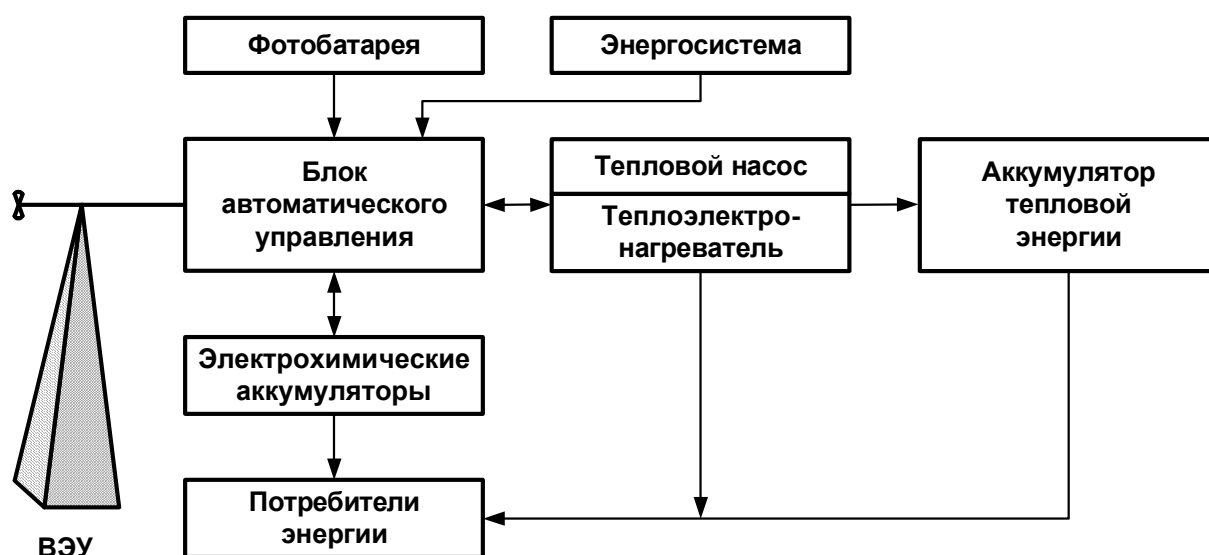 Фотобатарея
Энергосистема
Блок
автоматического
управления
Тепловой насос
Теплоэлектро-
нагреватель
Аккумулятор
тепловой
энергии
Электрохимические
аккумуляторы
Потребители
энергии
ВЭУ